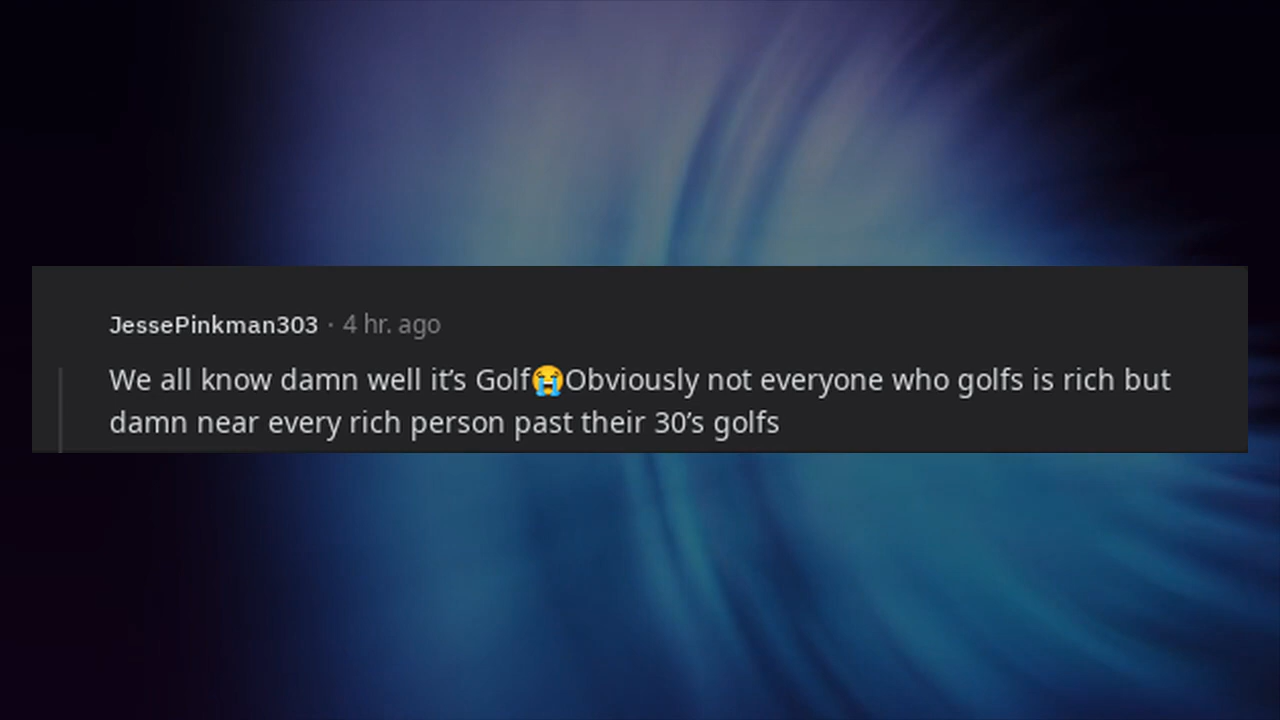 JessePinkman303 · 4 hr. ago
We all know damn well it’s Golf😭Obviously not everyone who golfs is rich but
damn near every rich person past their 30’s golfs